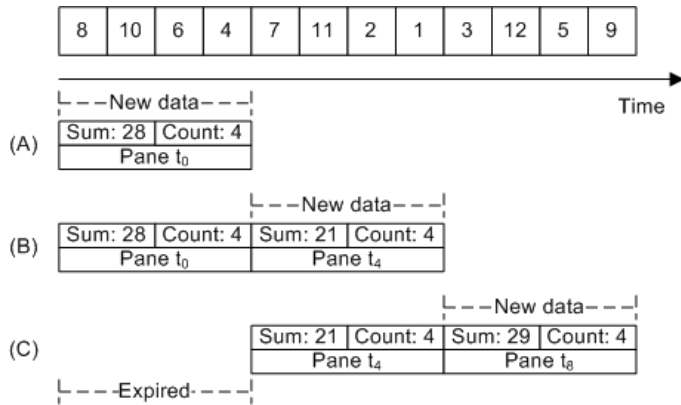 8 10 6 4 7 11 2 1 3 12 5 9
New data
Time
(A)
Sum: 28 Count: 4
Pane t₀
New data
(B)
Sum: 28 Count: 4 Sum: 21 Count: 4
Pane t₀ Pane t₄
New data
(C)
Sum: 21 Count: 4 Sum: 29 Count: 4
Pane t₄ Pane t₈
Expired